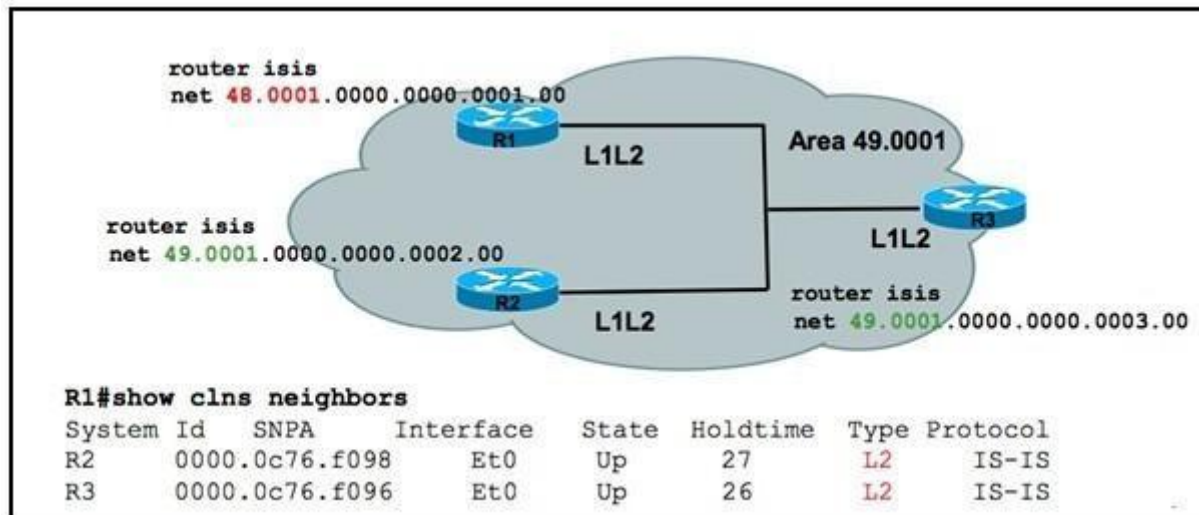 router isis
net 48.0001.0000.0000.0001.00
R1
L1L2
Area 49.0001
R3
L1L2
router isis
net 49.0001.0000.0000.0002.00
R2
L1L2
router isis
net 49.0001.0000.0000.0003.00
R1#show clns neighbors
System Id SNPA Interface State Holdtime Type Protocol
R2 0000.0c76.f098 Et0 Up 27 L2 IS-IS
R3 0000.0c76.f096 Et0 Up 26 L2 IS-IS